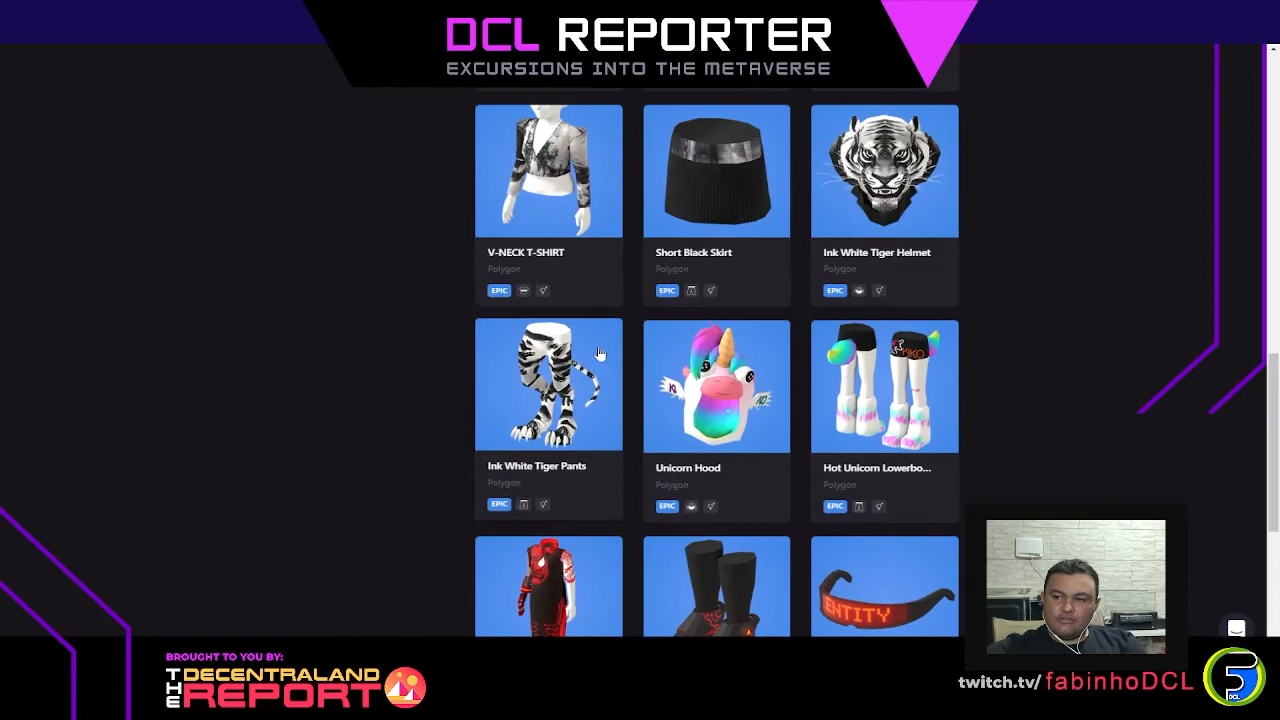 DCL REPORTER
EXCURSIONS INTO THE METAVERSE
V-NECK T-SHIRT
Polygon
EPIC
Short Black Skirt
Polygon
EPIC
Ink White Tiger Helmet
Polygon
EPIC
Ink White Tiger Pants
Polygon
EPIC
Unicorn Hood
Polygon
EPIC
Hot Unicorn Lowerbo...
Polygon
EPIC
NO
ENTITY
BROUGHT TO YOU BY:
THE DECENTRALAND
REPORT
twitch.tv/fabinhoDCL
DCL